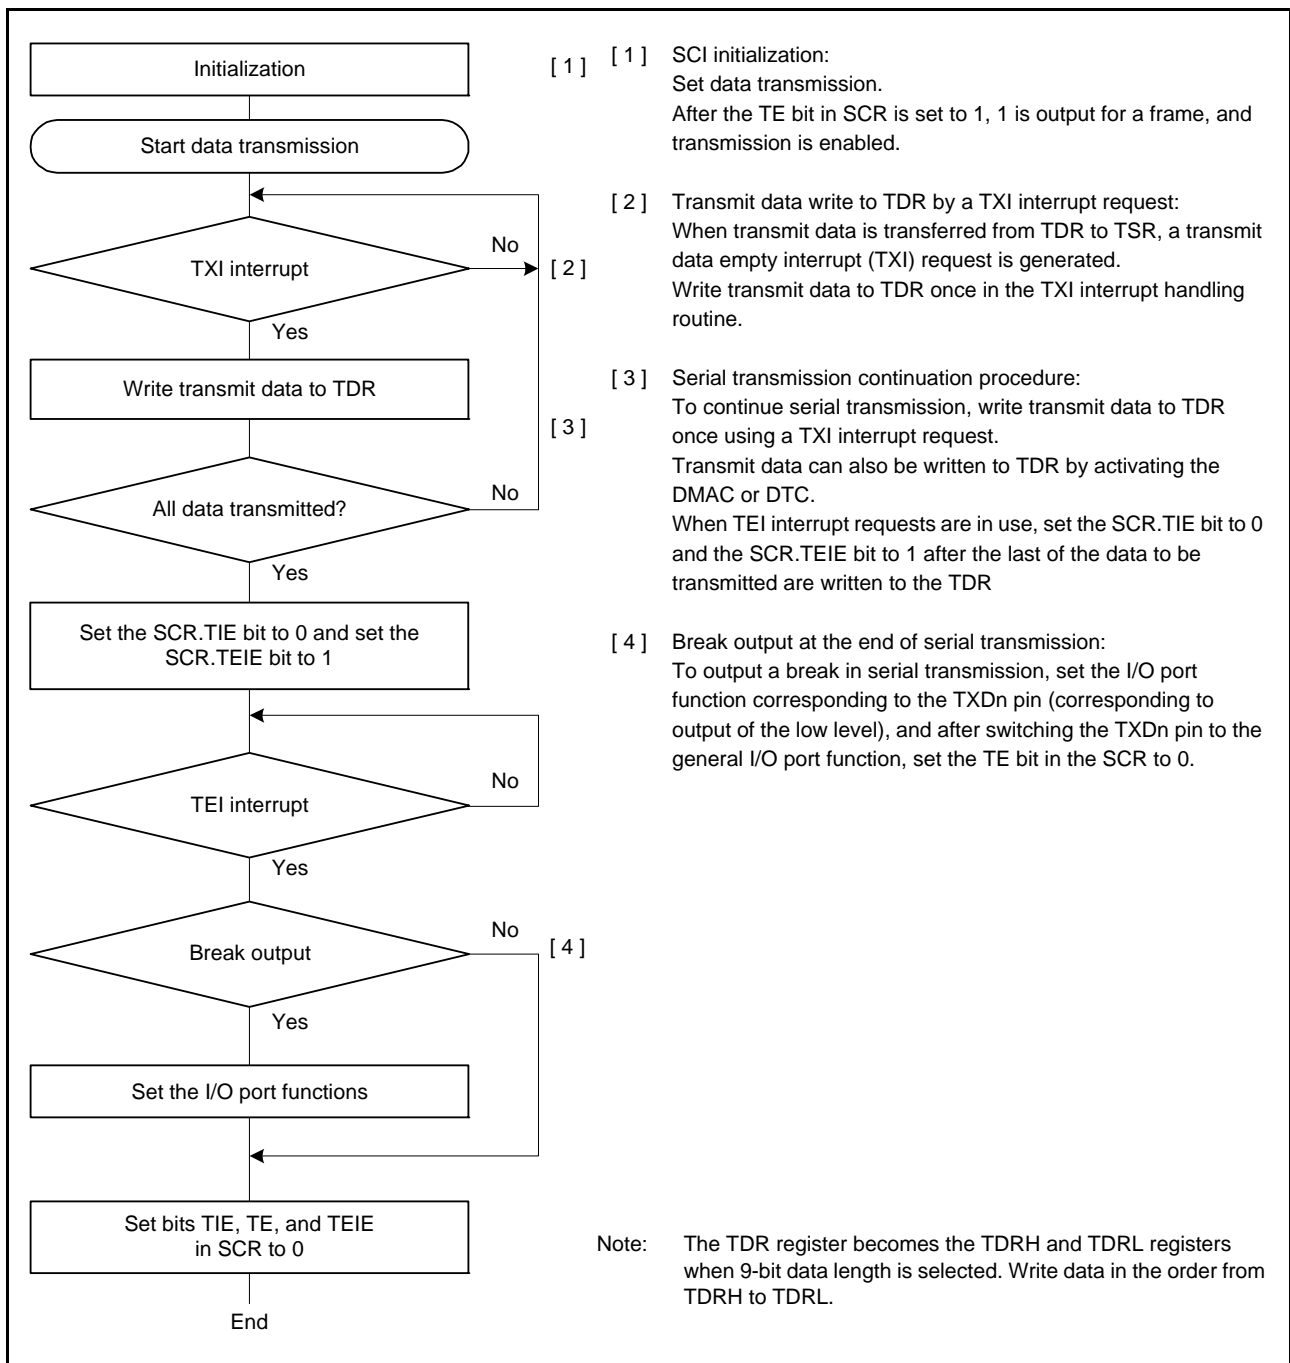 Initialization
[ 1 ]
Start data transmission
TXI interrupt
No
[ 2 ]
Yes
Write transmit data to TDR
[ 3 ]
All data transmitted?
No
Yes
Set the SCR.TIE bit to 0 and set the
SCR.TEIE bit to 1
TEI interrupt
No
Yes
Break output
No
[ 4 ]
Yes
Set the I/O port functions
Set bits TIE, TE, and TEIE
in SCR to 0
End
[ 1 ] SCI initialization:
Set data transmission.
After the TE bit in SCR is set to 1, 1 is output for a frame, and
transmission is enabled.
[ 2 ] Transmit data write to TDR by a TXI interrupt request:
When transmit data is transferred from TDR to TSR, a transmit
data empty interrupt (TXI) request is generated.
Write transmit data to TDR once in the TXI interrupt handling
routine.
[ 3 ] Serial transmission continuation procedure:
To continue serial transmission, write transmit data to TDR
once using a TXI interrupt request.
Transmit data can also be written to TDR by activating the
DMAC or DTC.
When TEI interrupt requests are in use, set the SCR.TIE bit to 0
and the SCR.TEIE bit to 1 after the last of the data to be
transmitted are written to the TDR
[ 4 ] Break output at the end of serial transmission:
To output a break in serial transmission, set the I/O port
function corresponding to the TXDn pin (corresponding to
output of the low level), and after switching the TXDn pin to the
general I/O port function, set the TE bit in the SCR to 0.
Note: The TDR register becomes the TDRH and TDRL registers
when 9-bit data length is selected. Write data in the order from
TDRH to TDRL.